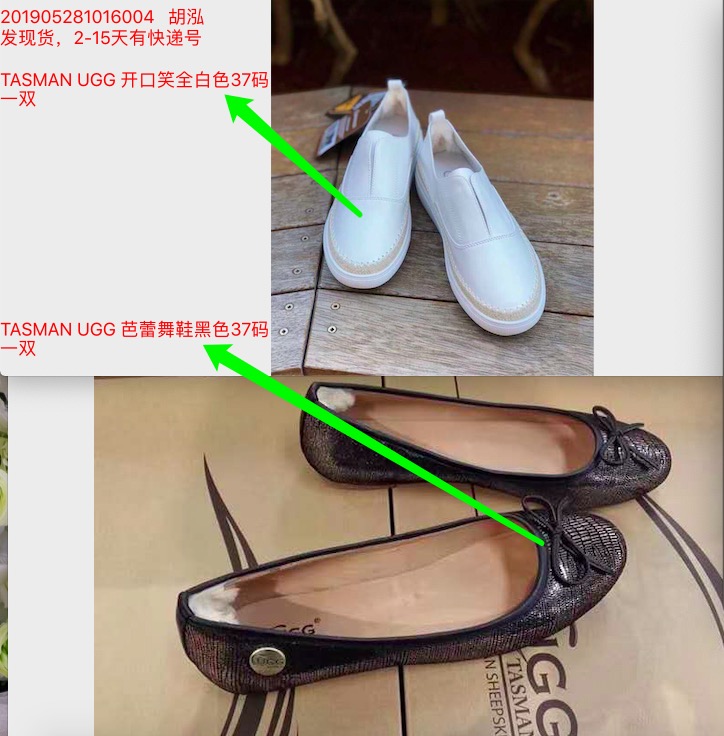 201905281016004 胡泓
发现货，2-15天有快递号
TASMAN UGG 开口笑全白色37码
一双
TASMAN UGG 芭蕾舞鞋黑色37码
一双
UGG
TASMAN
N SHEEPSK